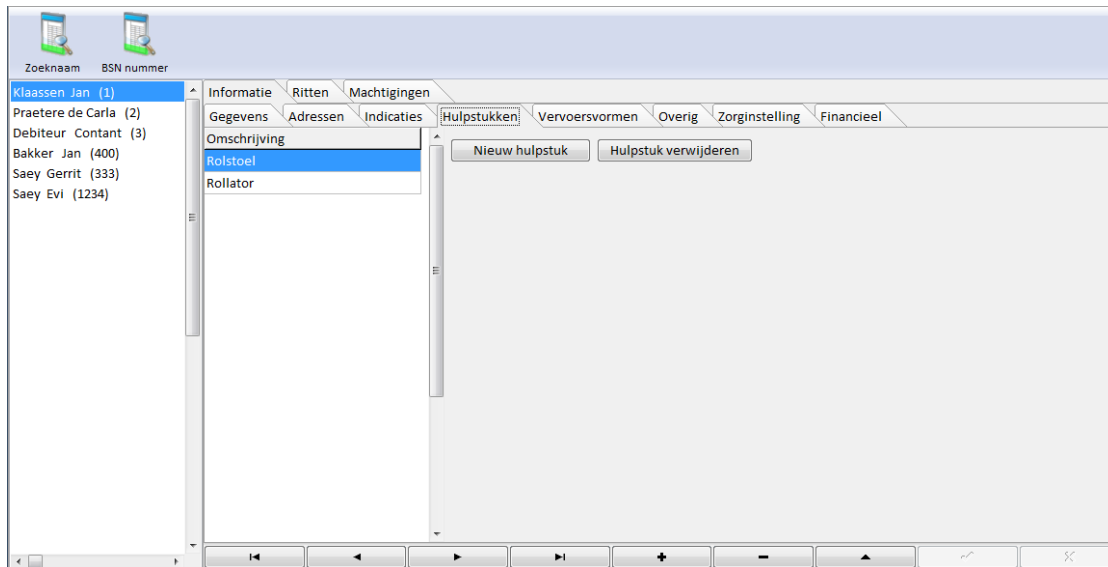 Zoeknaam BSN nummer
Klaassen Jan (1)
Praetere de Carla (2)
Debiteur Contant (3)
Bakker Jan (400)
Saey Gerrit (333)
Saey Evi (1234)
Informatie Ritten Machtigingen
Gegevens Adressen Indicaties Hulpstukken Vervoersvormen Overig Zorginstelling Financieel
Omschrijving
Rolstoel
Rollator
Nieuw hulpstuk Hulpstuk verwijderen